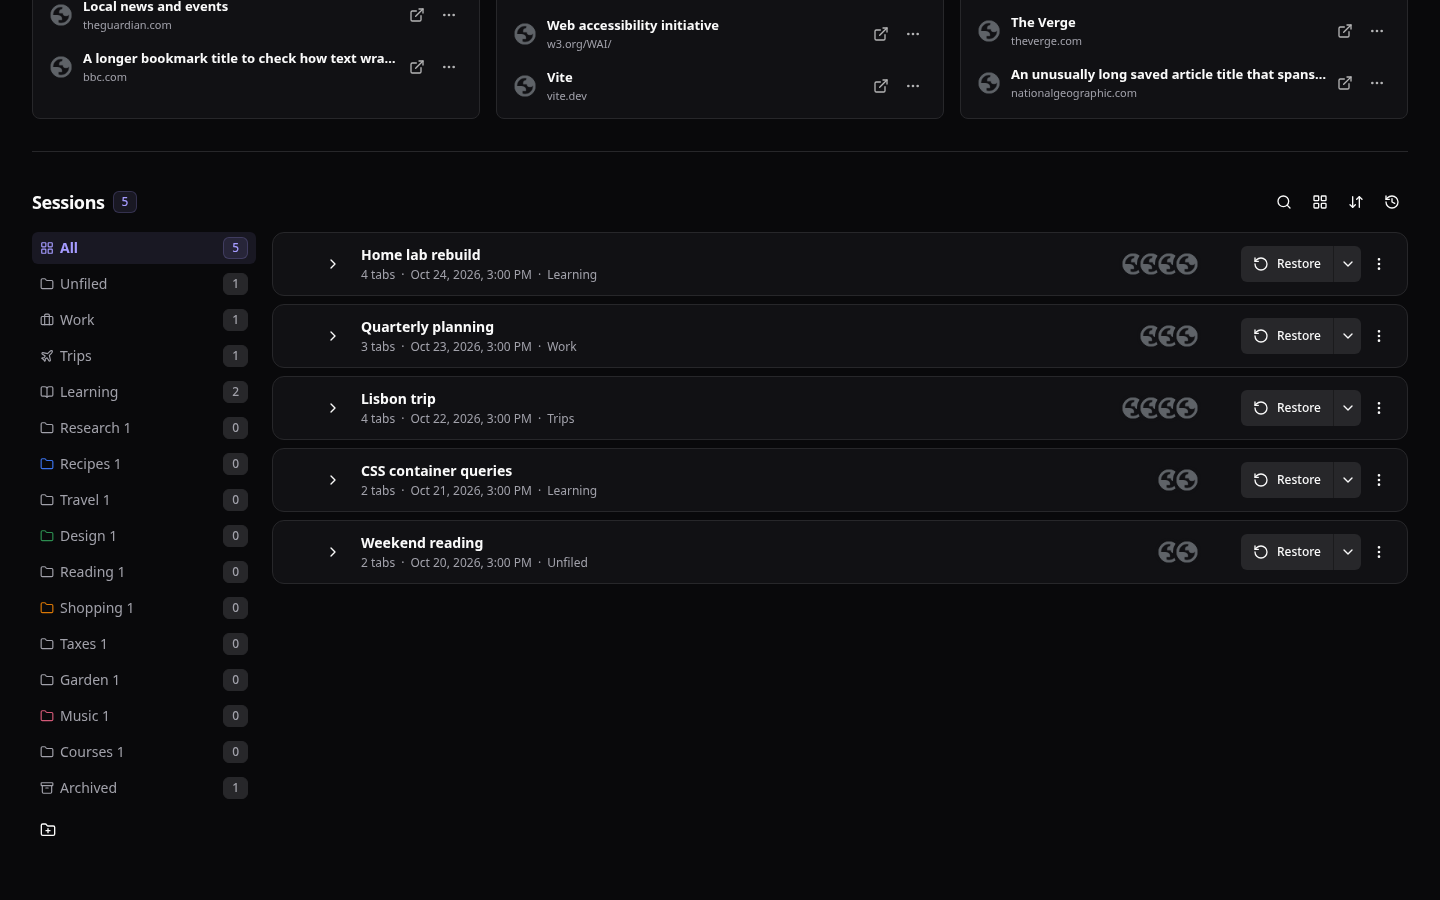 Local news and events
theguardian.com
A longer bookmark title to check how text wra...
bbc.com
Web accessibility initiative
w3.org/WAI/
Vite
vite.dev
The Verge
theverge.com
An unusually long saved article title that spans...
nationalgeographic.com
Sessions 5
All 5
Unfiled 1
Work 1
Trips 1
Learning 2
Research 1 0
Recipes 1 0
Travel 1 0
Design 1 0
Reading 1 0
Shopping 1 0
Taxes 1 0
Garden 1 0
Music 1 0
Courses 1 0
Archived 1
Home lab rebuild
4 tabs · Oct 24, 2026, 3:00 PM · Learning
Restore
Quarterly planning
3 tabs · Oct 23, 2026, 3:00 PM · Work
Restore
Lisbon trip
4 tabs · Oct 22, 2026, 3:00 PM · Trips
Restore
CSS container queries
2 tabs · Oct 21, 2026, 3:00 PM · Learning
Restore
Weekend reading
2 tabs · Oct 20, 2026, 3:00 PM · Unfiled
Restore